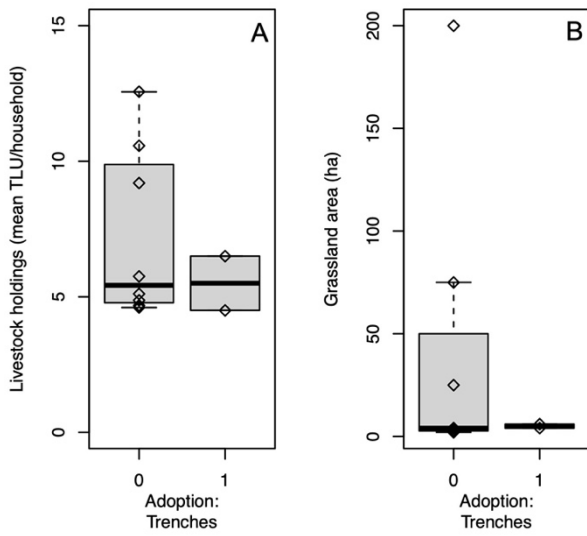 A
Livestock holdings (mean TLU/household)
15
10
5
0
0 1
Adoption:
Trenches
B
Grassland area (ha)
200
150
100
50
0
0 1
Adoption:
Trenches